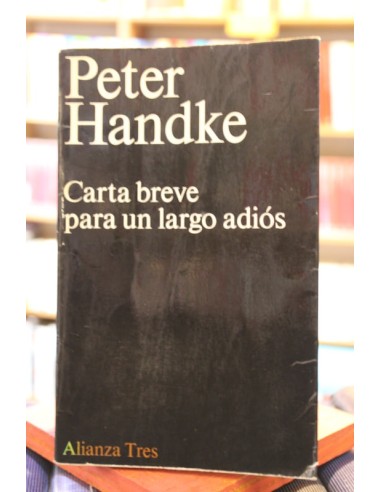 Peter
Handke
Carta breve
para un largo adiós
Alianza Tres